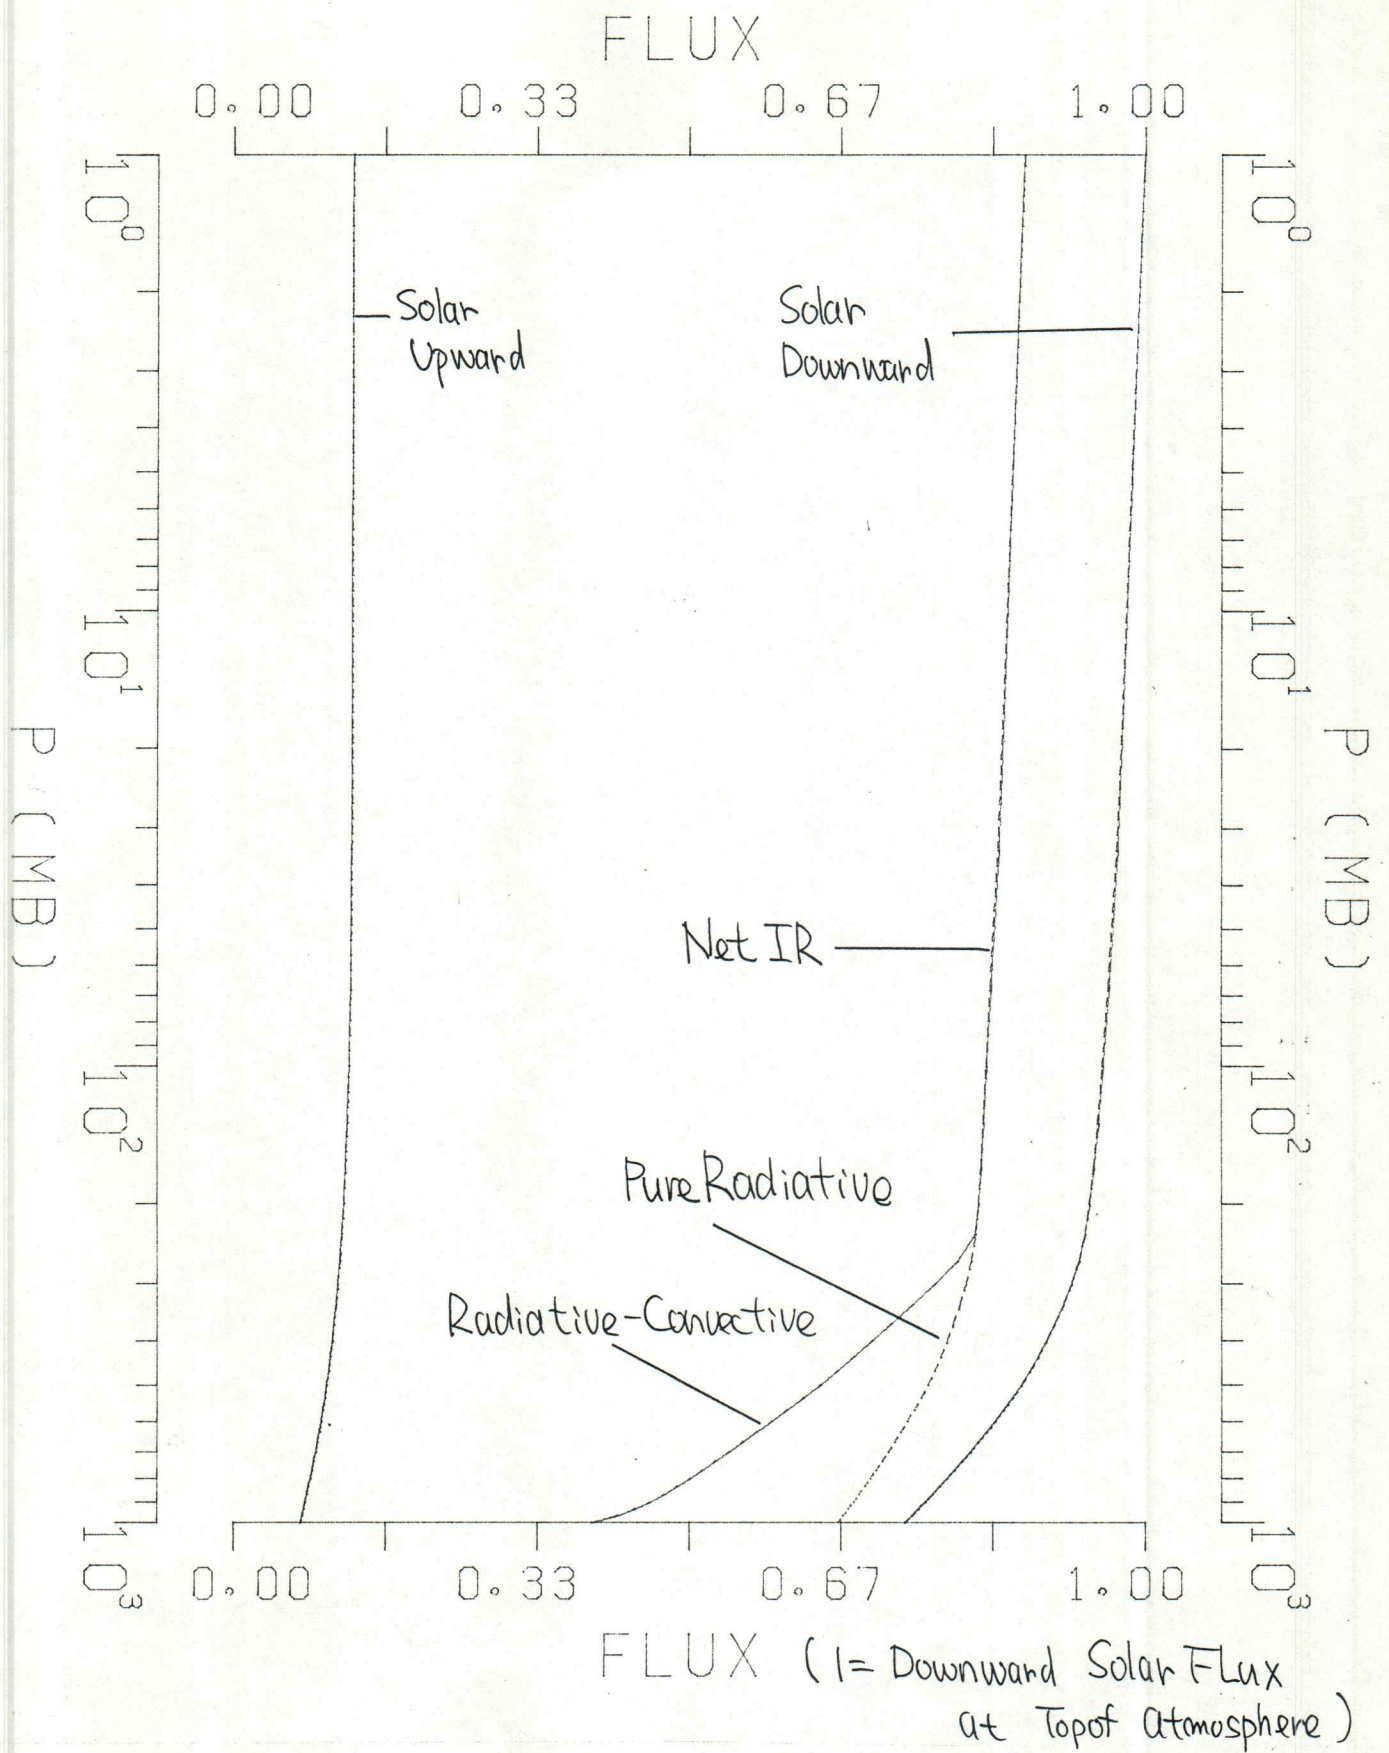 FLUX
0.00 0.33 0.67 1.00
10⁰
10⁰
Solar
Upward
Solar
Downward
10¹
10¹
P (MB)
P (MB)
Net IR
10²
10²
Pure Radiative
Radiative-Convective
10³
10³
0.00 0.33 0.67 1.00
FLUX (1= Downward Solar FLux
at Topof Atmosphere)